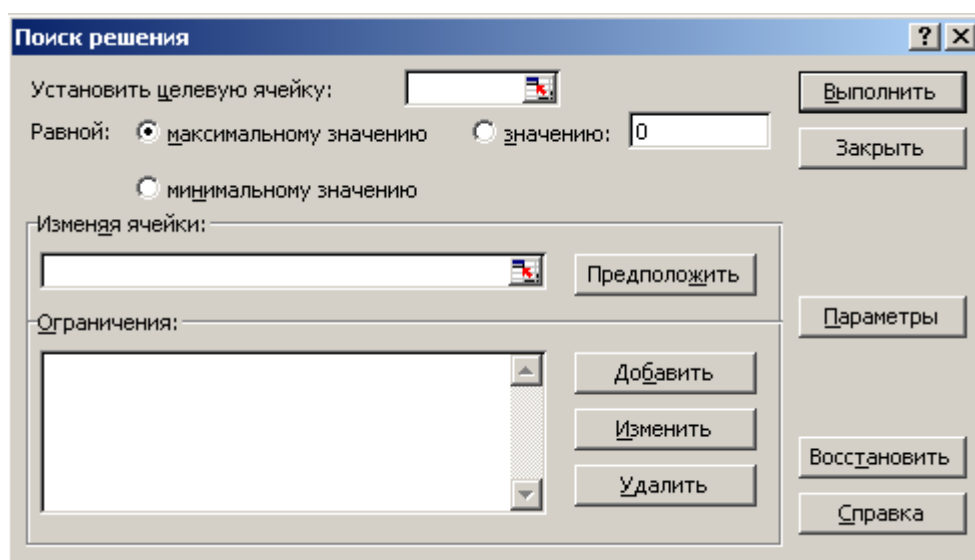 Поиск решения
Установить целевую ячейку:
Выполнить
Равной: максимальному значению значению: 0
Закрыть
минимальному значению
Изменяя ячейки:
Предположить
Параметры
Ограничения:
Добавить
Изменить
Восстановить
Удалить
Справка